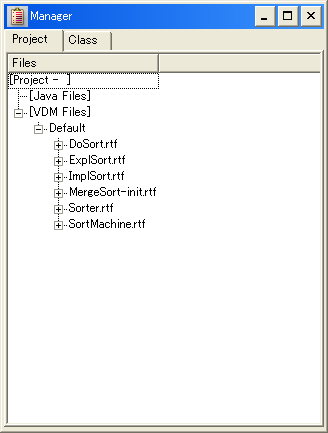 Manager
Project Class
Files
[Project - ]
[Java Files]
[VDM Files]
Default
DoSort.rtf
ExplSort.rtf
ImplSort.rtf
MergeSort-init.rtf
Sorter.rtf
SortMachine.rtf